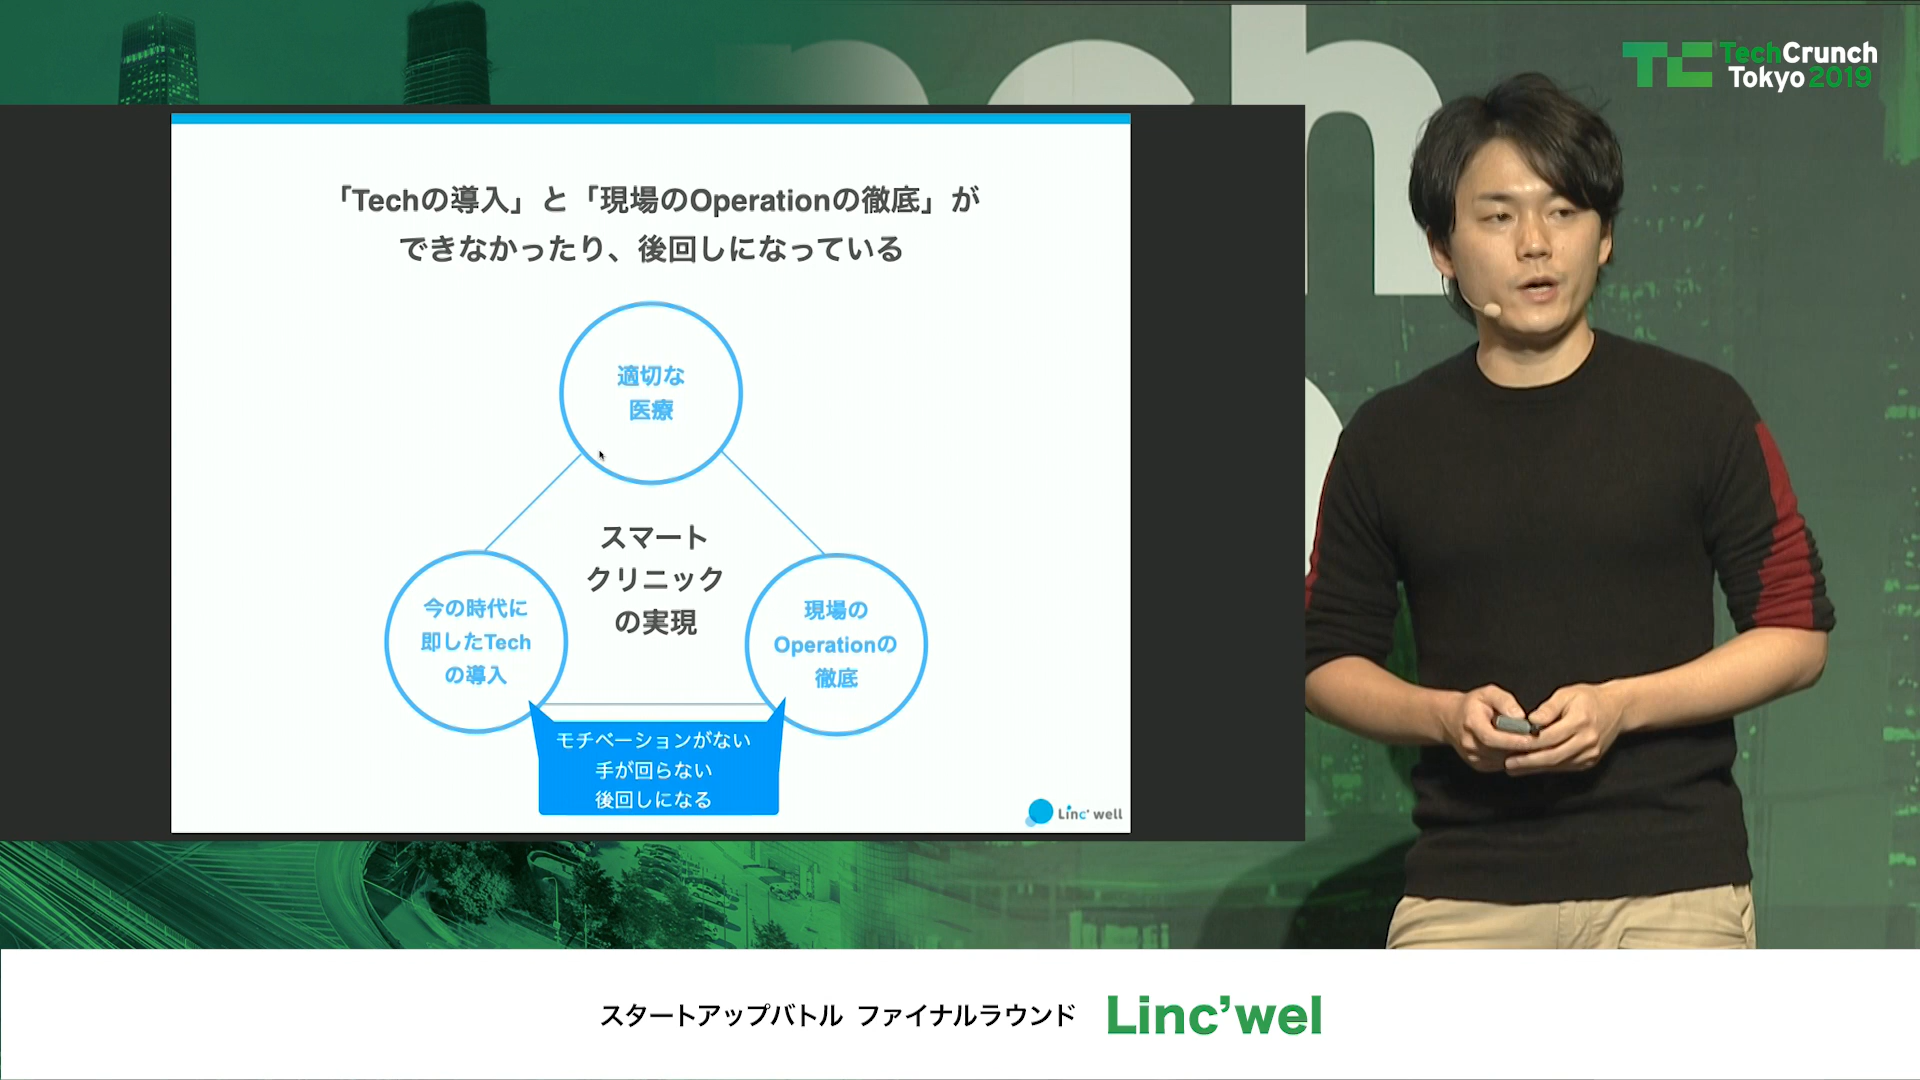 TC TechCrunch
Tokyo 2019
nch
「Techの導入」と「現場のOperationの徹底」が
できなかったり、後回しになっている
適切な
医療
スマート
クリニック
の実現
今の時代に
即したTech
の導入
現場の
Operationの
徹底
モチベーションがない
手が回らない
後回しになる
Linc' well
スタートアップバトル ファイナルラウンド Linc’wel